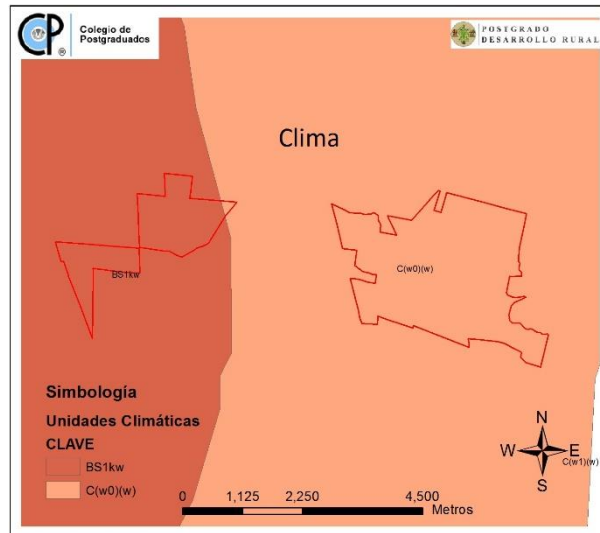 CP
®
Colegio de
Postgraduados
POSTGRADO
DESARROLLO RURAL
Clima
BS1kw
C(w0)(w)
Simbología
Unidades Climáticas
CLAVE
BS1kw
C(w0)(w)
N
W E
S
C(w1)(w)
0 1,125 2,250 4,500
Metros